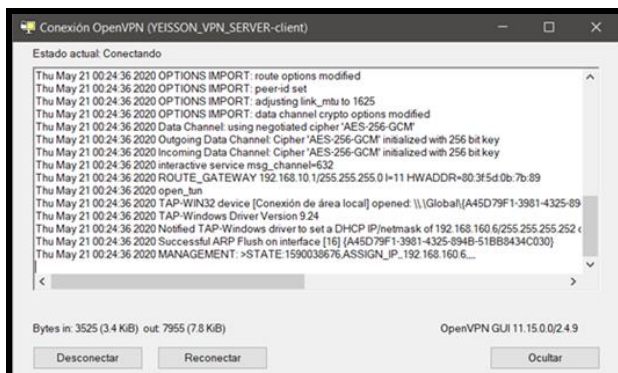 Conexión OpenVPN (YEISSON_VPN_SERVER-client)
Estado actual: Conectando
Thu May 21 00:24:36 2020 OPTIONS IMPORT: route options modified
Thu May 21 00:24:36 2020 OPTIONS IMPORT: peer-id set
Thu May 21 00:24:36 2020 OPTIONS IMPORT: adjusting link_mtu to 1625
Thu May 21 00:24:36 2020 OPTIONS IMPORT: data channel crypto options modified
Thu May 21 00:24:36 2020 Data Channel: using negotiated cipher 'AES-256-GCM'
Thu May 21 00:24:36 2020 Outgoing Data Channel: Cipher 'AES-256-GCM' initialized with 256 bit key
Thu May 21 00:24:36 2020 Incoming Data Channel: Cipher 'AES-256-GCM' initialized with 256 bit key
Thu May 21 00:24:36 2020 interactive service msg_channel=632
Thu May 21 00:24:36 2020 ROUTE_GATEWAY 192.168.10.1/255.255.255.0 I=11 HWADDR=80:3f:5d:0b:7b:89
Thu May 21 00:24:36 2020 open_tun
Thu May 21 00:24:36 2020 TAP-WIN32 device [Conexión de área local] opened: \\.\Global\{A45D79F1-3981-4325-89
Thu May 21 00:24:36 2020 TAP-Windows Driver Version 9.24
Thu May 21 00:24:36 2020 Notified TAP-Windows driver to set a DHCP IP/netmask of 192.168.160.6/255.255.255.252 o
Thu May 21 00:24:36 2020 Successful ARP Flush on interface [16] {A45D79F1-3981-4325-894B-51BB8434C030}
Thu May 21 00:24:36 2020 MANAGEMENT: >STATE:1590038676,ASSIGN_IP,,192.168.160.6,,,,
Bytes in: 3525 (3.4 KiB) out: 7955 (7.8 KiB)
OpenVPN GUI 11.15.0.0/2.4.9
Desconectar
Reconectar
Ocultar